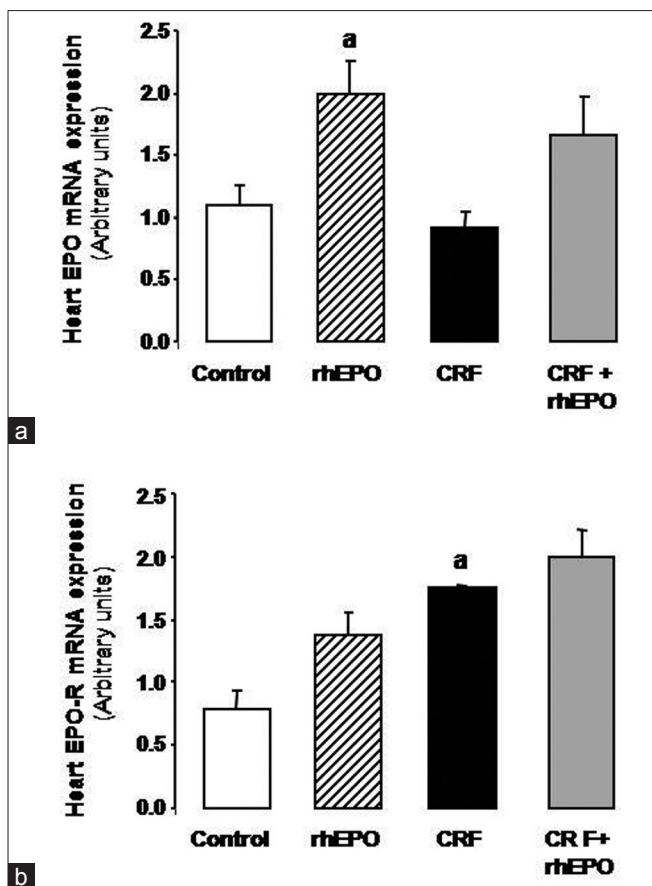 Heart EPO mRNA expression
(Arbitrary units)
2.5
2.0
1.5
1.0
0.5
0.0
a
Control
rhEPO
CRF
CRF +
rhEPO
a
Heart EPO-R mRNA expression
(Arbitrary units)
2.5
2.0
1.5
1.0
0.5
0.0
a
Control
rhEPO
CRF
CR F+
rhEPO
b